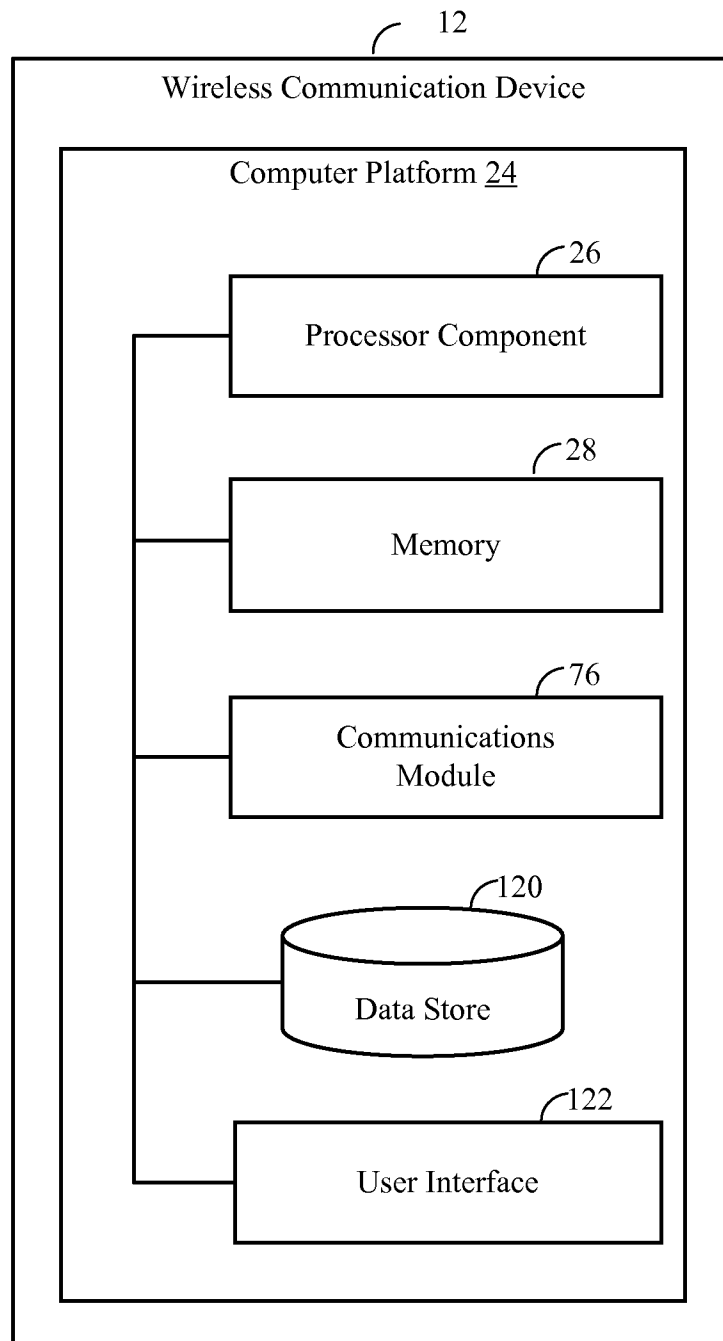 12
Wireless Communication Device
Computer Platform 24
26
Processor Component
28
Memory
76
Communications
Module
120
Data Store
122
User Interface